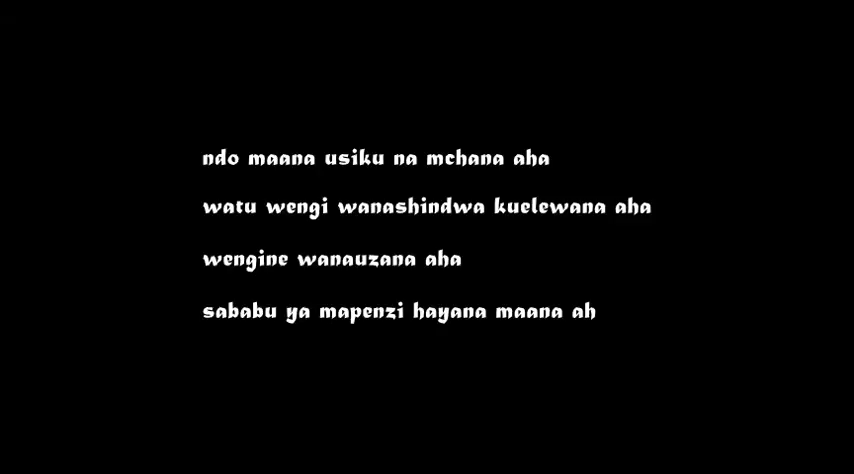 ndo maana usiku na mchana aha
watu wengi wanashindwa kuelewana aha
wengine wanauzana aha
sababu ya mapenzi hayana maana ah